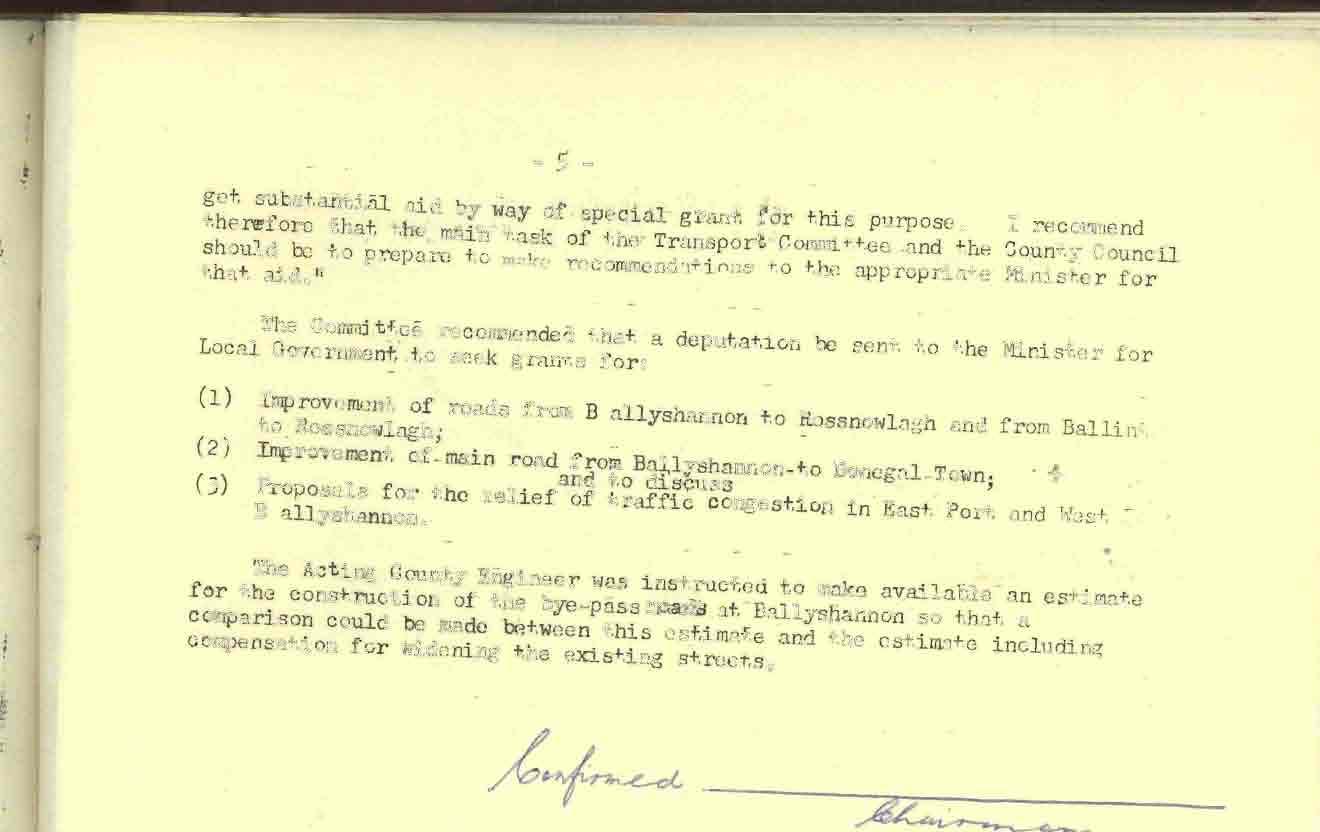 - 5 -
get substantial aid by way of special grant for this purpose. I recommend
therefore that the main task of the Transport Committee and the County Council
should be to prepare to make recommendations to the appropriate Minister for
that aid."
The Committee recommended that a deputation be sent to the Minister for
Local Government to seek grants for:
(1) Improvement of roads from B allyshannon to Rossnowlagh and from Ballint
to Rossnowlagh;
(2) Improvement of main road from Ballyshannon to Donegal Town;
and to discuss
(3) Proposals for the relief of traffic congestion in East Port and West
B allyshannon.
The Acting County Engineer was instructed to make available an estimate
for the construction of the bye-pass roads at Ballyshannon so that a
comparison could be made between this estimate and the estimate including
compensation for widening the existing streets.
Confirmed
Chairman